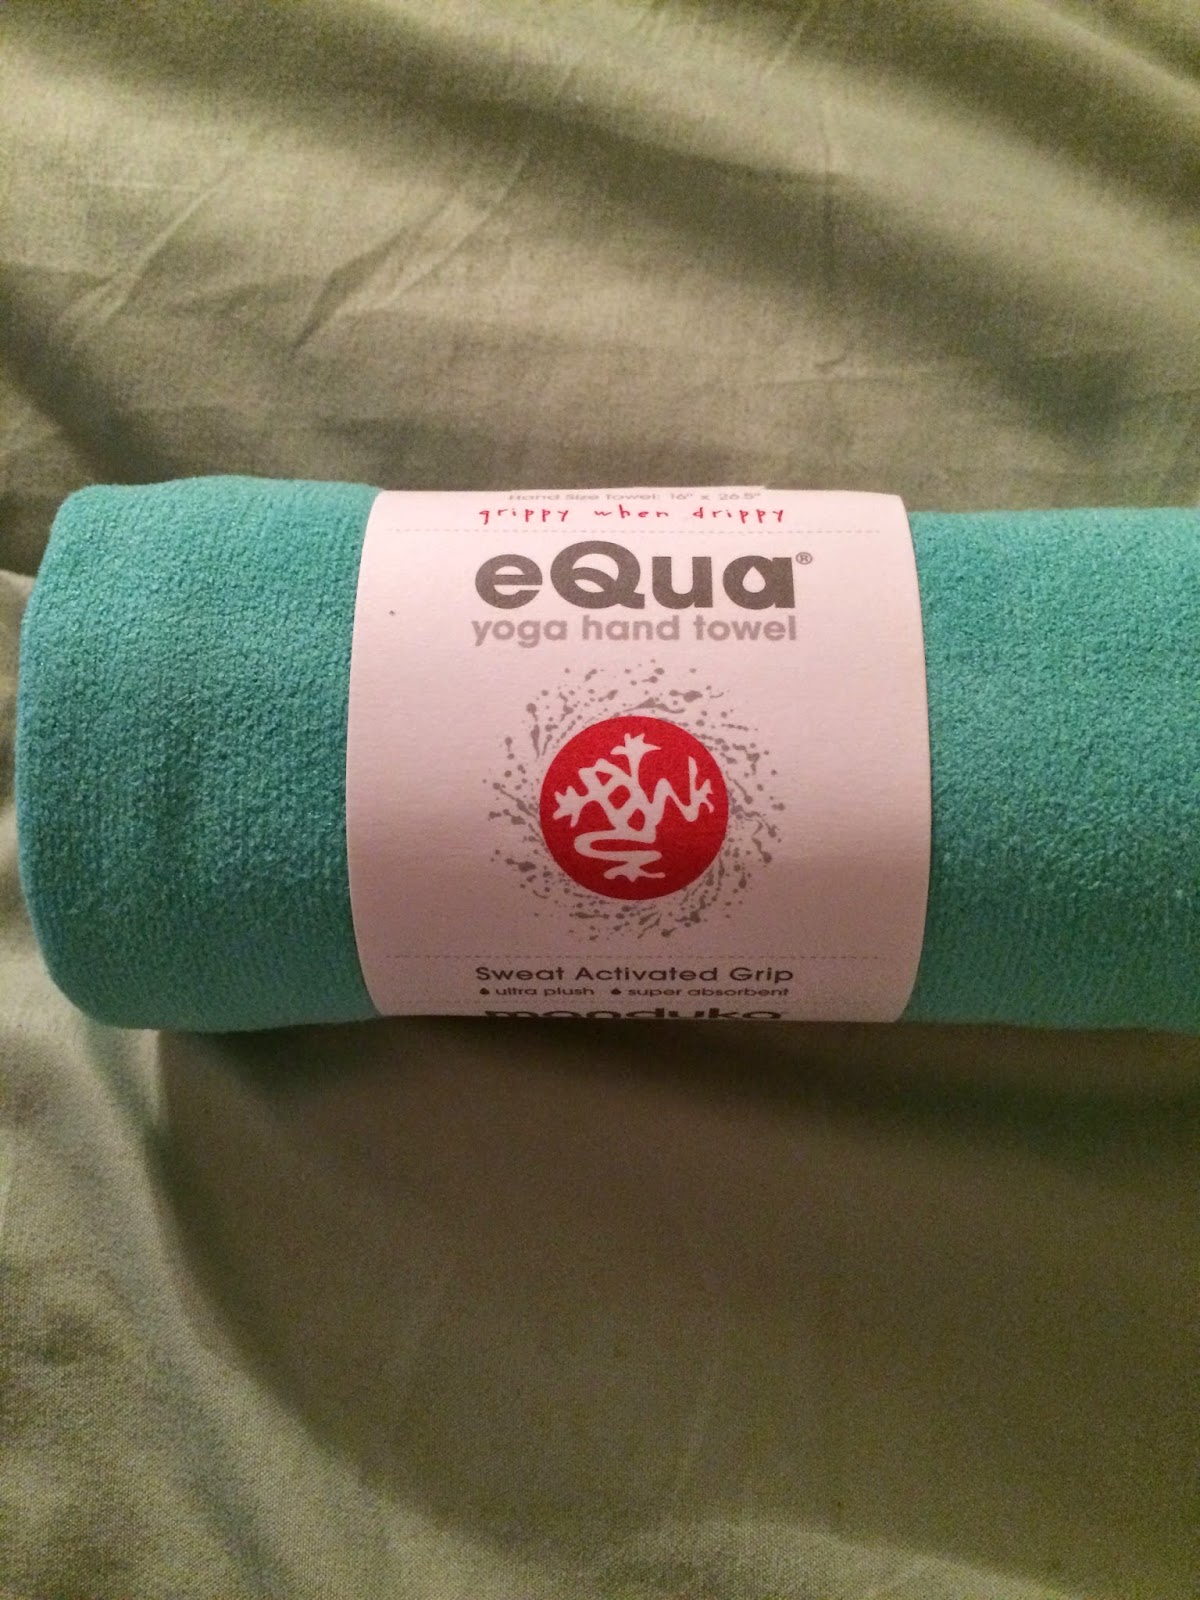 Hand Size Towel: 16" x 26.5"
grippy when drippy
eQua®
yoga hand towel
Sweat Activated Grip
ultra plush super absorbent
manduka